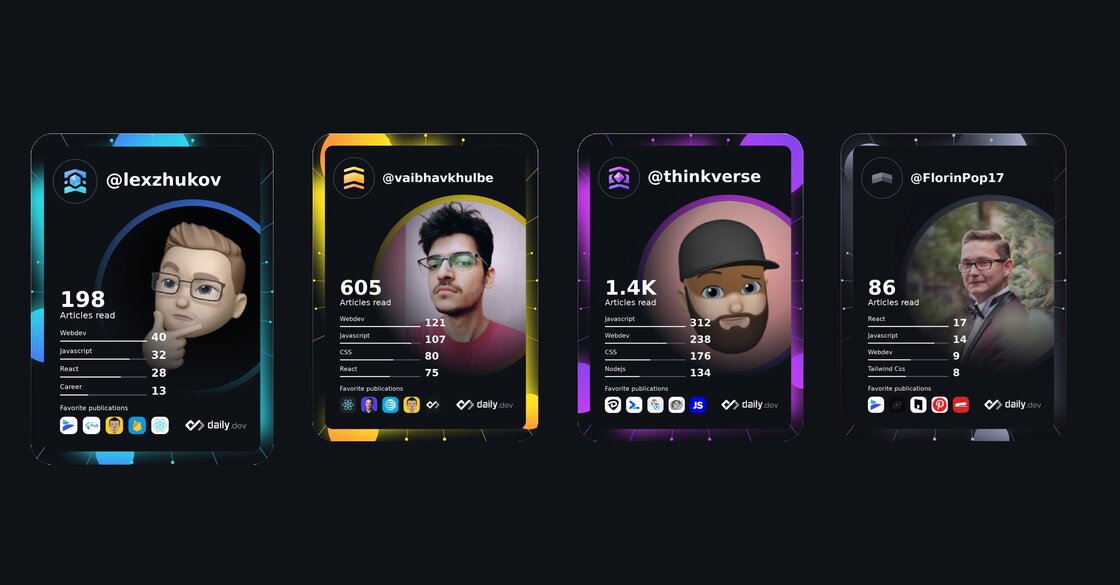 @lexzhukov
198
Articles read
Webdev 40
Javascript 32
React 28
Career 13
Favorite publications
daily.dev
@vaibhavkhulbe
605
Articles read
Webdev 121
Javascript 107
CSS 80
React 75
Favorite publications
daily.dev
@thinkverse
1.4K
Articles read
Javascript 312
Webdev 238
CSS 176
Nodejs 134
Favorite publications
JS
daily.dev
@FlorinPop17
86
Articles read
React 17
Javascript 14
Webdev 9
Tailwind Css 8
Favorite publications
daily.dev